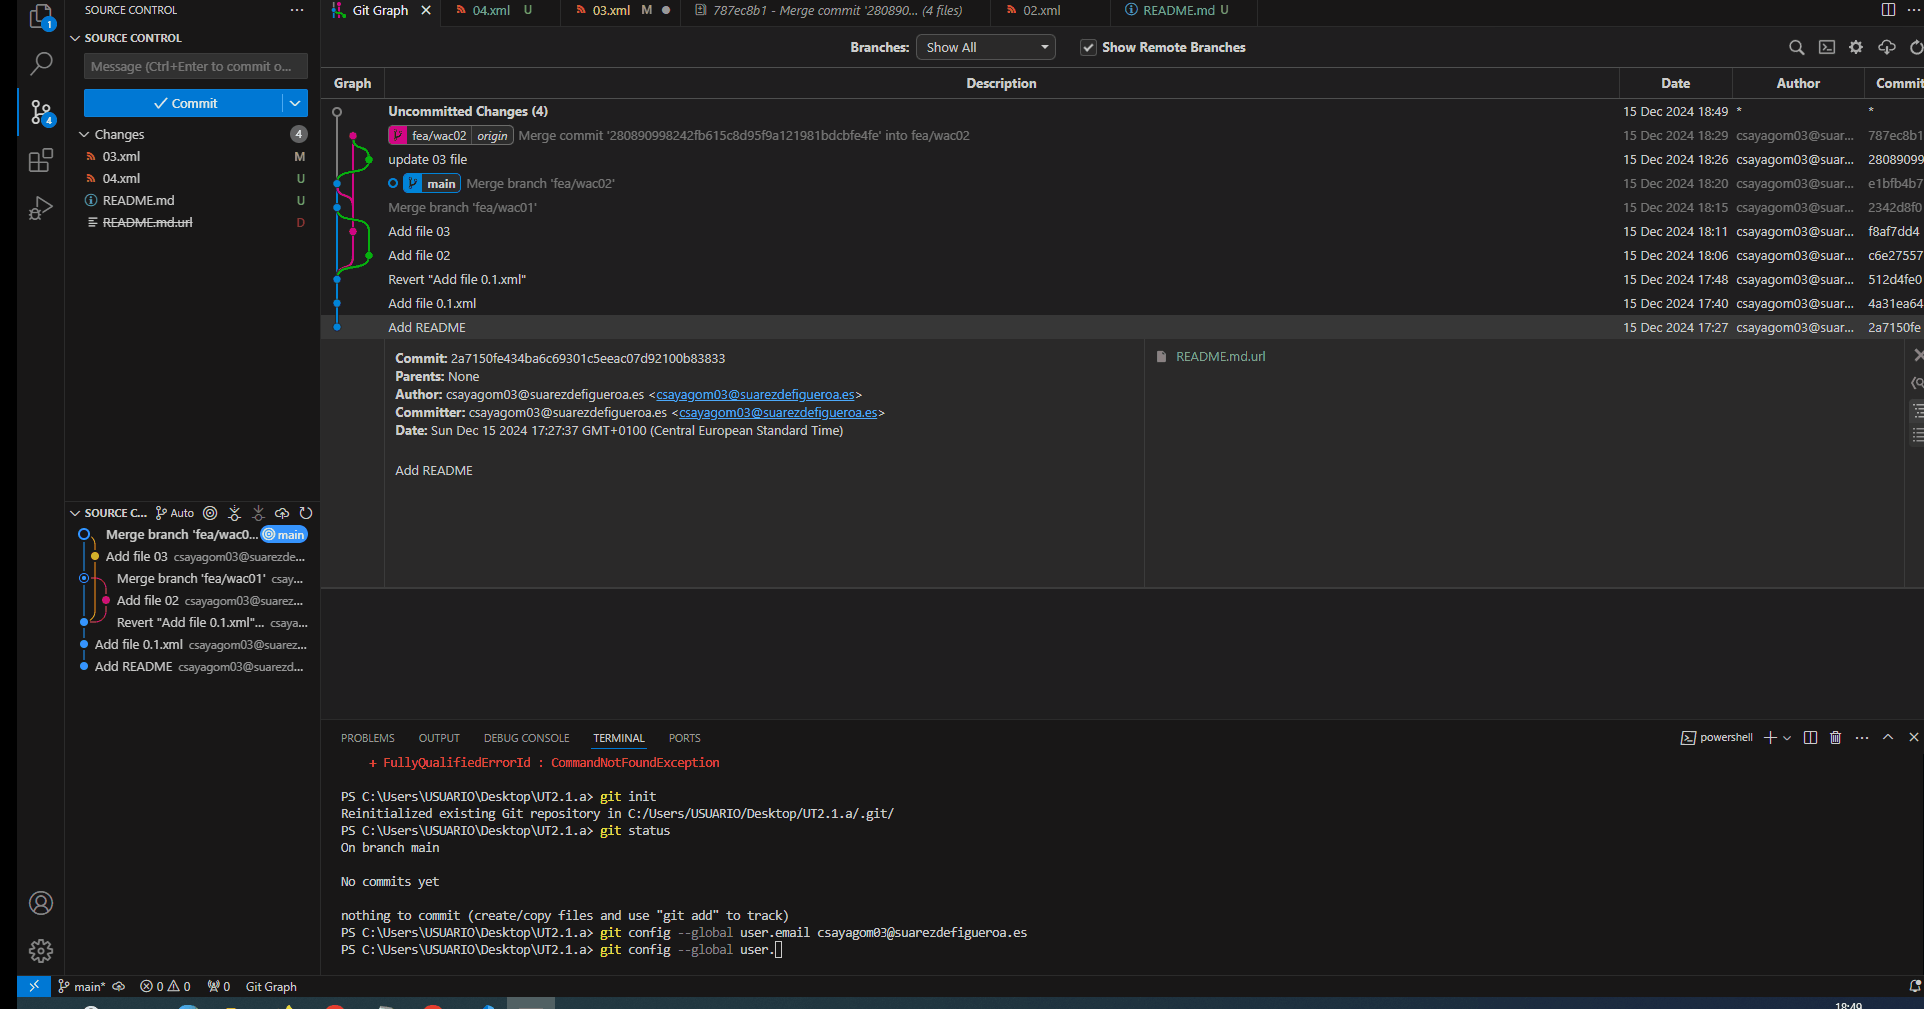 SOURCE CONTROL
SOURCE CONTROL
Message (Ctrl+Enter to commit o...
Commit
Changes 4
03.xml M
04.xml U
README.md U
README.md.url D
SOURCE C... Auto
Merge branch 'fea/wac0... main
Add file 03 csayagom03@suarezde...
Merge branch 'fea/wac01' csay...
Add file 02 csayagom03@suarez...
Revert "Add file 0.1.xml"... csaya...
Add file 0.1.xml csayagom03@suarez...
Add README csayagom03@suarezd...
1
4
Git Graph 04.xml U 03.xml M 787ec8b1 - Merge commit '280890... (4 files) 02.xml README.md U
Branches: Show All Show Remote Branches
Graph Description Date Author Commit
Uncommitted Changes (4) 15 Dec 2024 18:49 * *
fea/wac02 origin Merge commit '280890998242fb615c8d95f9a121981bdcbfe4fe' into fea/wac02 15 Dec 2024 18:29 csayagom03@suar... 787ec8b1
update 03 file 15 Dec 2024 18:26 csayagom03@suar... 28089099
main Merge branch 'fea/wac02' 15 Dec 2024 18:20 csayagom03@suar... e1bfb4b7
Merge branch 'fea/wac01' 15 Dec 2024 18:15 csayagom03@suar... 2342d8f0
Add file 03 15 Dec 2024 18:11 csayagom03@suar... f8af7dd4
Add file 02 15 Dec 2024 18:06 csayagom03@suar... c6e27557
Revert "Add file 0.1.xml" 15 Dec 2024 17:48 csayagom03@suar... 512d4fe0
Add file 0.1.xml 15 Dec 2024 17:40 csayagom03@suar... 4a31ea64
Add README 15 Dec 2024 17:27 csayagom03@suar... 2a7150fe
Commit: 2a7150fe434ba6c69301c5eeac07d92100b83833
Parents: None
Author: csayagom03@suarezdefigueroa.es <csayagom03@suarezdefigueroa.es>
Committer: csayagom03@suarezdefigueroa.es <csayagom03@suarezdefigueroa.es>
Date: Sun Dec 15 2024 17:27:37 GMT+0100 (Central European Standard Time)
Add README
README.md.url
PROBLEMS OUTPUT DEBUG CONSOLE TERMINAL PORTS powershell
+ FullyQualifiedErrorId : CommandNotFoundException
PS C:\Users\USUARIO\Desktop\UT2.1.a> git init
Reinitialized existing Git repository in C:/Users/USUARIO/Desktop/UT2.1.a/.git/
PS C:\Users\USUARIO\Desktop\UT2.1.a> git status
On branch main
No commits yet
nothing to commit (create/copy files and use "git add" to track)
PS C:\Users\USUARIO\Desktop\UT2.1.a> git config --global user.email csayagom03@suarezdefigueroa.es
PS C:\Users\USUARIO\Desktop\UT2.1.a> git config --global user.
main* 0 0 0 Git Graph
18:49